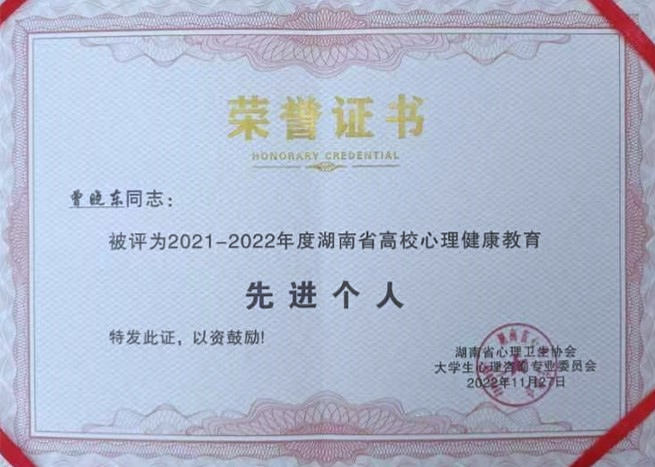 荣誉证书
HONORARY CREDENTIAL
曾晓东同志：
被评为2021-2022年度湖南省高校心理健康教育
先进个人
特发此证，以资鼓励!
湖南省心理卫生协会
大学生心理咨询专业委员会
2022年11月27日